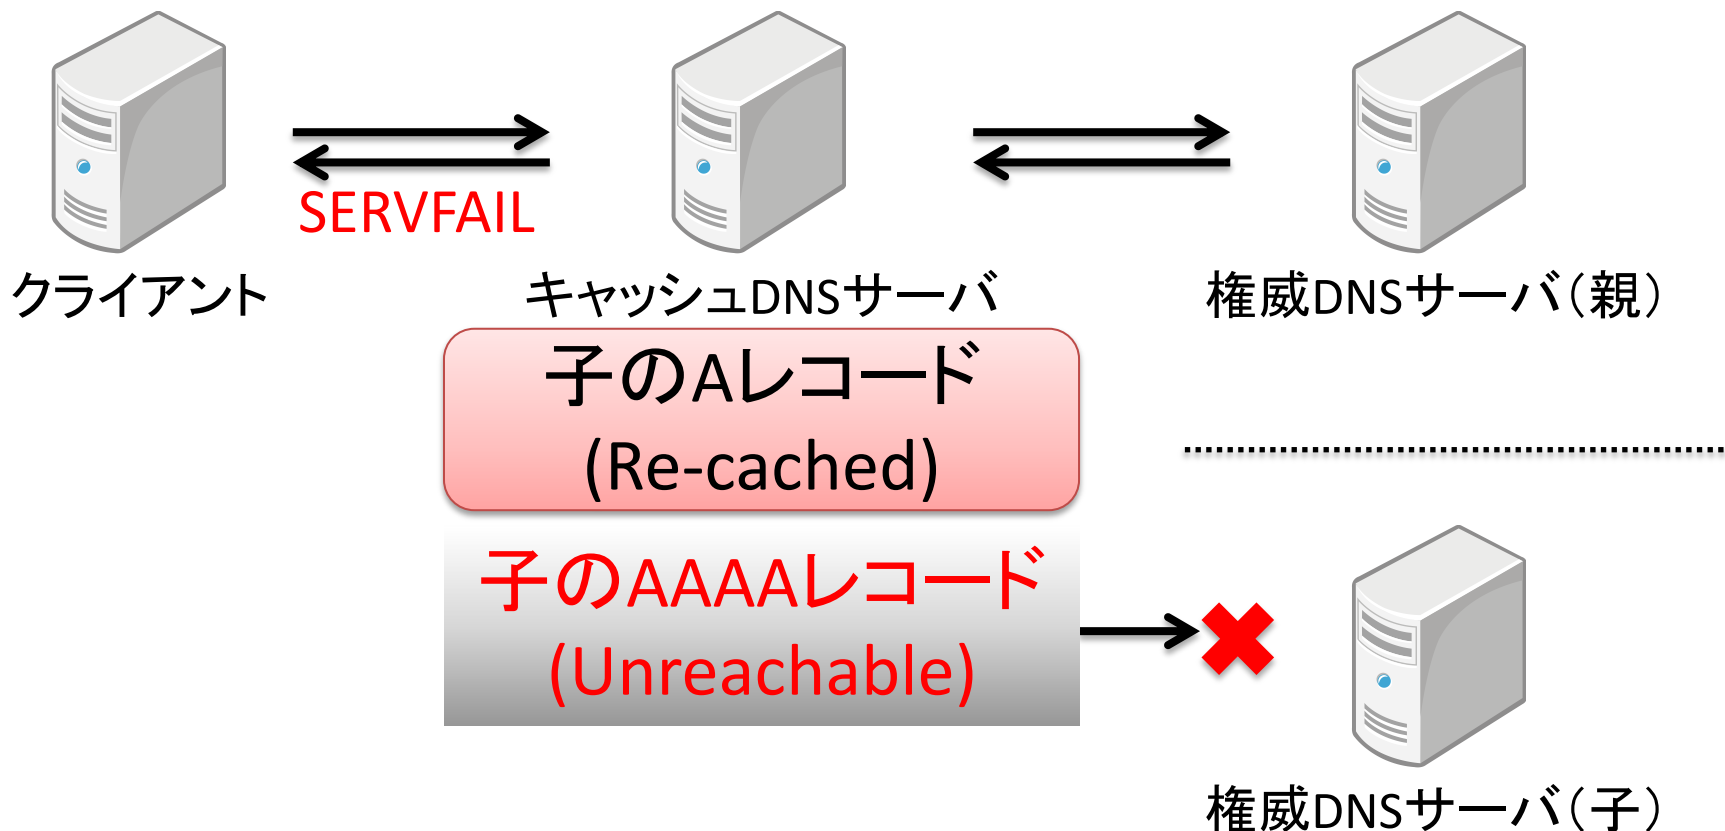 SERVFAIL
クライアント
キャッシュDNSサーバ
権威DNSサーバ(親)
子のAレコード
(Re-cached)
子のAAAAレコード
(Unreachable)
権威DNSサーバ(子)